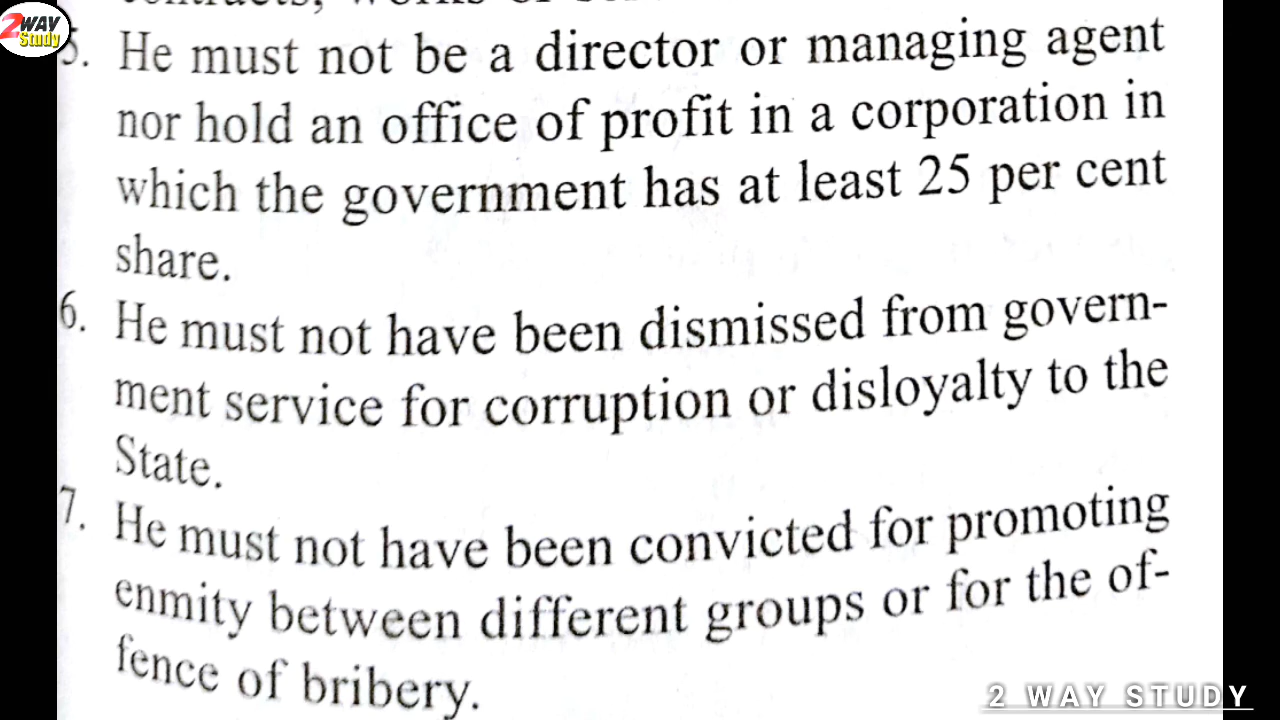 2WAY
Study
5. He must not be a director or managing agent
nor hold an office of profit in a corporation in
which the government has at least 25 per cent
share.
6. He must not have been dismissed from govern-
ment service for corruption or disloyalty to the
State.
7. He must not have been convicted for promoting
enmity between different groups or for the of-
fence of bribery.
2 WAY STUDY